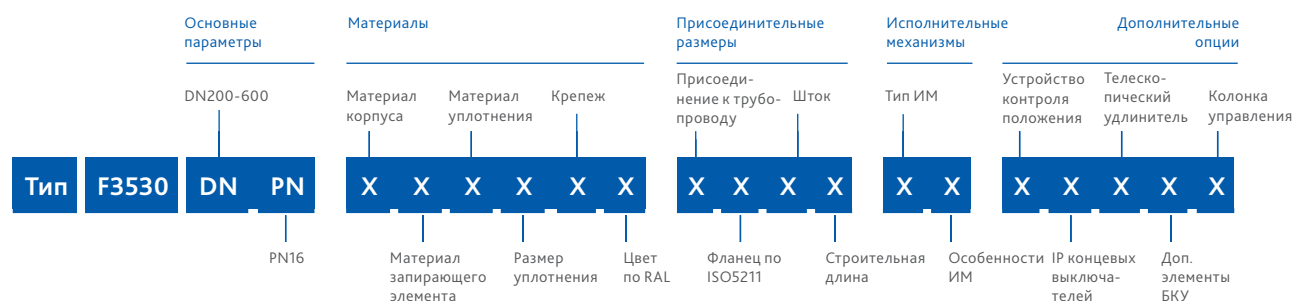 Основные
параметры
Материалы
Присоединительные
размеры
Исполнительные
механизмы
Дополнительные
опции
DN200-600
Материал
корпуса
Материал
уплотнения
Крепеж
Присоеди-
нение к трубо-
проводу
Шток
Тип ИМ
Устройство
контроля
положения
Телеско-
пический
удлинитель
Колонка
управления
Тип F3530 DN PN X X X X X X X X X X X X X X X X X
PN16
Материал
запирающего
элемента
Размер
уплотнения
Цвет
по RAL
Фланец по
ISO5211
Строительная
длина
Особенности
ИМ
IP концевых
выключа-
телей
Доп.
элементы
БКУ